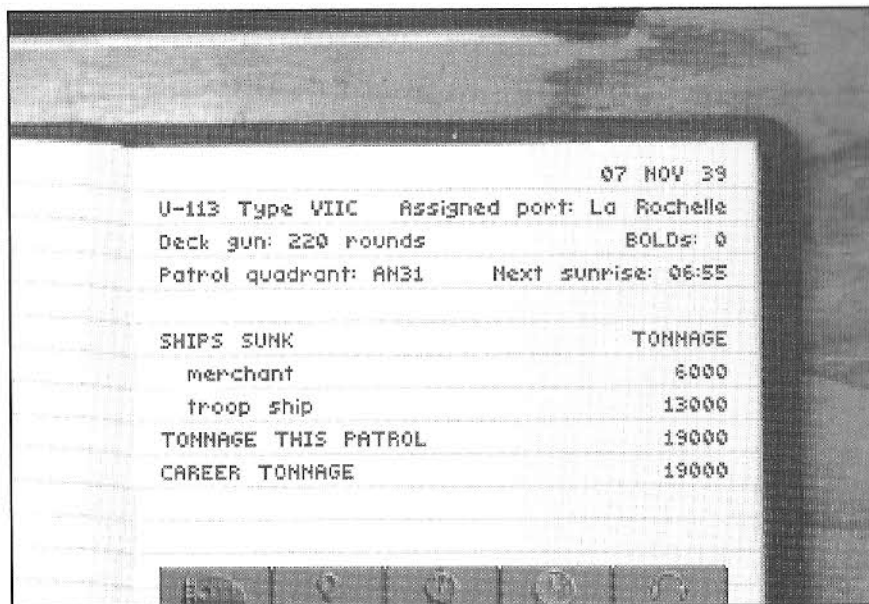 07 NOV 39
U-113 Type VIIC Assigned port: La Rochelle
Deck gun: 220 rounds BOLDs: 0
Patrol quadrant: AN31 Next sunrise: 06:55
SHIPS SUNK TONNAGE
merchant 6000
troop ship 13000
TONNAGE THIS PATROL 19000
CAREER TONNAGE 19000